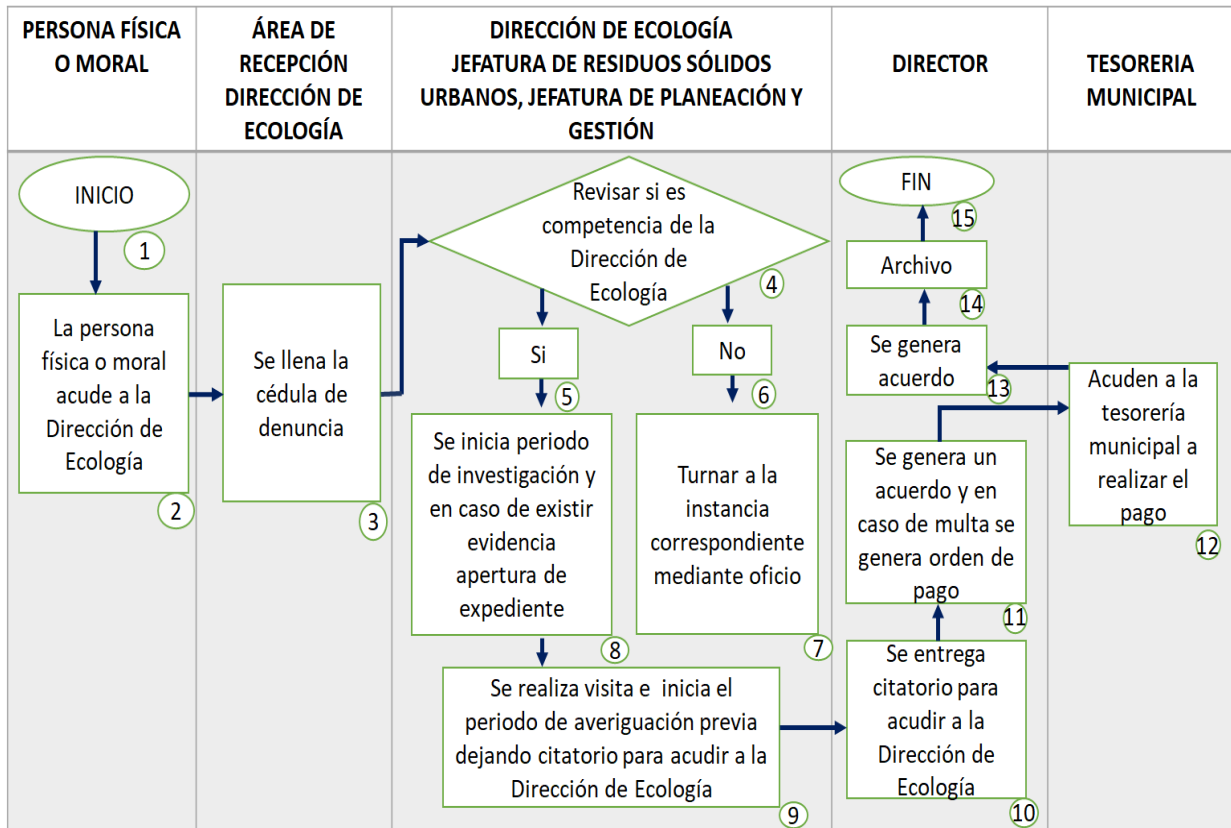 PERSONA FÍSICA
O MORAL
ÁREA DE
RECEPCIÓN
DIRECCIÓN DE
ECOLOGÍA
DIRECCIÓN DE ECOLOGÍA
JEFATURA DE RESIDUOS SÓLIDOS
URBANOS, JEFATURA DE PLANEACIÓN Y
GESTIÓN
DIRECTOR
TESORERIA
MUNICIPAL
INICIO
1
La persona
física o moral
acude a la
Dirección de
Ecología
2
Se llena la
cédula de
denuncia
3
Revisar si es
competencia de la
Dirección de
Ecología
4
Si
5
No
6
Turnar a la
instancia
correspondiente
mediante oficio
7
Se inicia periodo
de investigación y
en caso de existir
evidencia
apertura de
expediente
8
Se realiza visita e inicia el
periodo de averiguación previa
dejando citatorio para acudir a la
Dirección de Ecología
9
Se entrega
citatorio para
acudir a la
Dirección de
Ecología
10
Se genera un
acuerdo y en
caso de multa se
genera orden de
pago
11
Acuden a la
tesorería
municipal a
realizar el
pago
12
Se genera
acuerdo
13
Archivo
14
FIN
15